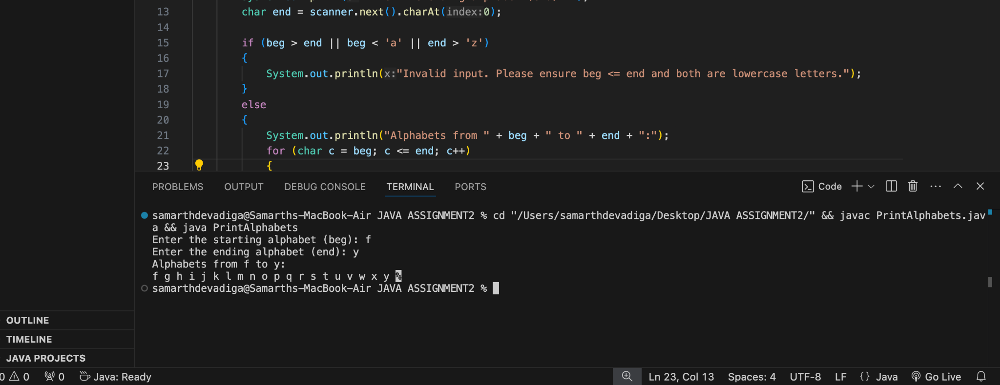 13 char end = scanner.next().charAt(index:0);
14
15 if (beg > end || beg < 'a' || end > 'z')
16 {
17 System.out.println(x:"Invalid input. Please ensure beg <= end and both are lowercase letters.");
18 }
19 else
20 {
21 System.out.println("Alphabets from " + beg + " to " + end + ":");
22 for (char c = beg; c <= end; c++)
23 {
PROBLEMS OUTPUT DEBUG CONSOLE TERMINAL PORTS Code
samarthdevadiga@Samarths-MacBook-Air JAVA ASSIGNMENT2 % cd "/Users/samarthdevadiga/Desktop/JAVA ASSIGNMENT2/" && javac PrintAlphabets.jav
a && java PrintAlphabets
Enter the starting alphabet (beg): f
Enter the ending alphabet (end): y
Alphabets from f to y:
f g h i j k l m n o p q r s t u v w x y %
samarthdevadiga@Samarths-MacBook-Air JAVA ASSIGNMENT2 %
OUTLINE
TIMELINE
JAVA PROJECTS
0 0 0 Java: Ready Ln 23, Col 13 Spaces: 4 UTF-8 LF {} Java Go Live